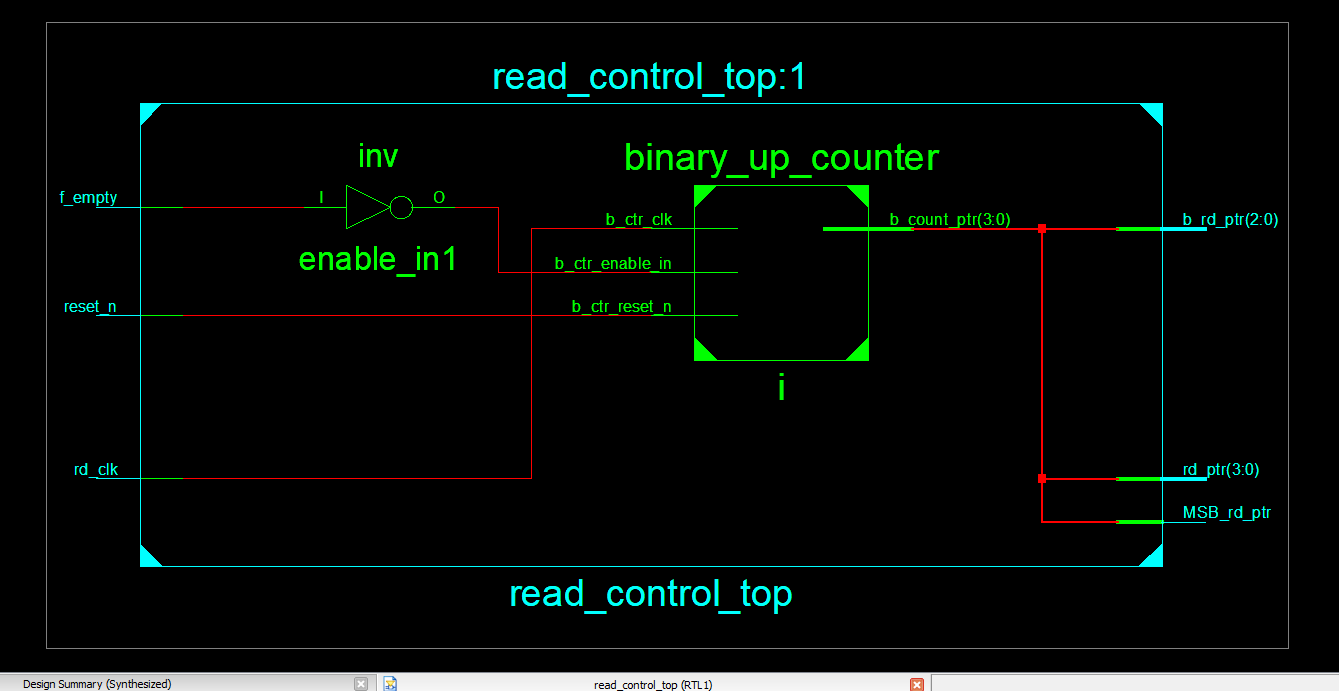 read_control_top:1
inv
binary_up_counter
f_empty
I
O
b_ctr_clk
b_count_ptr(3:0)
b_rd_ptr(2:0)
enable_in1
b_ctr_enable_in
reset_n
b_ctr_reset_n
i
rd_clk
rd_ptr(3:0)
MSB_rd_ptr
read_control_top
Design Summary (Synthesized)
read_control_top (RTL1)